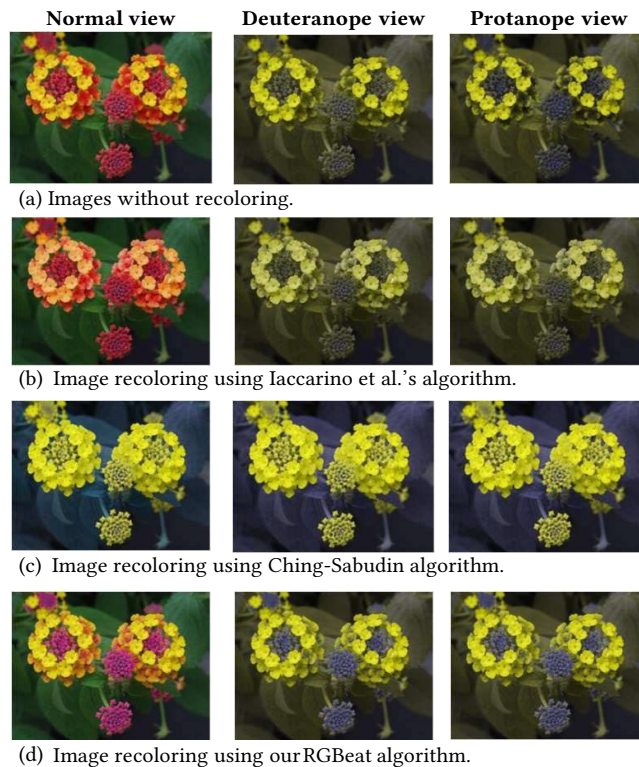 Normal view Deuteranope view Protanope view
(a) Images without recoloring.
(b) Image recoloring using Iaccarino et al.'s algorithm.
(c) Image recoloring using Ching-Sabudin algorithm.
(d) Image recoloring using our RGBeat algorithm.